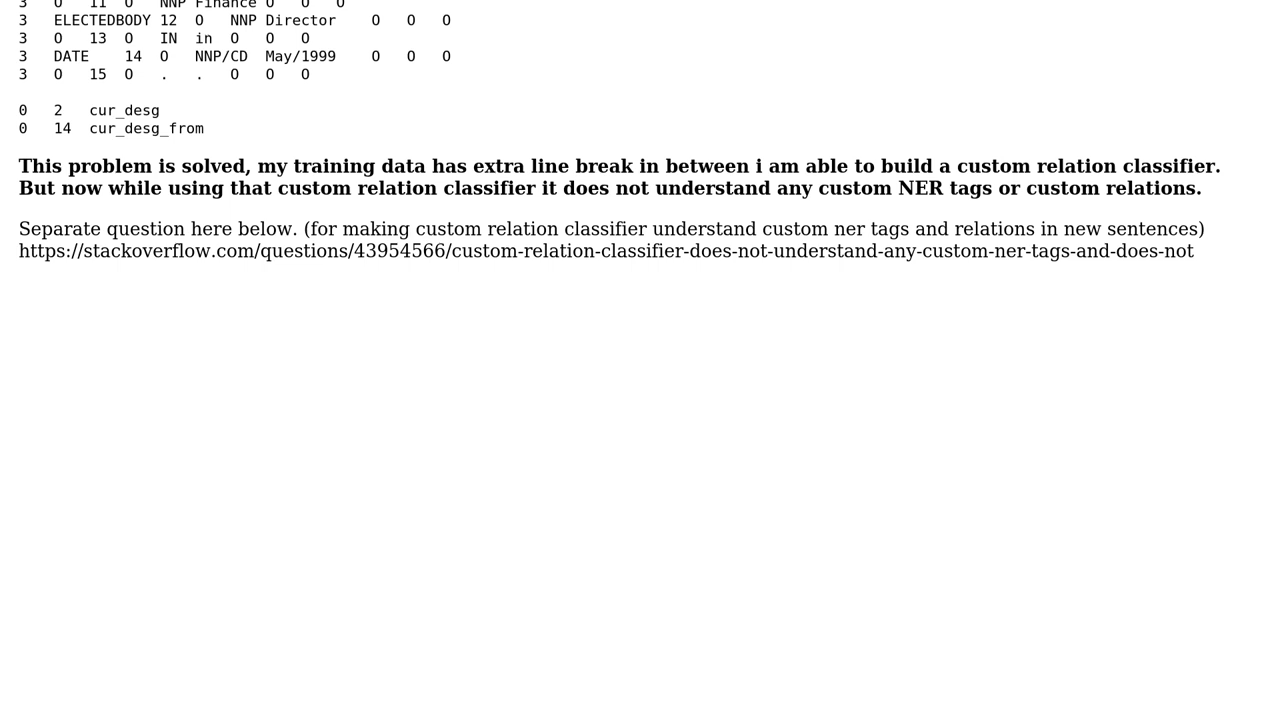 3   O   11  O   NNP Finance O   O   O
3   ELECTEDBODY 12  O   NNP Director    O   O   O
3   O   13  O   IN  in  O   O   O
3   DATE    14  O   NNP/CD  May/1999    O   O   O
3   O   15  O   .   .   O   O   O
0   2   cur_desg
0   14  cur_desg_from
This problem is solved, my training data has extra line break in between i am able to build a custom relation classifier.
But now while using that custom relation classifier it does not understand any custom NER tags or custom relations.
Separate question here below. (for making custom relation classifier understand custom ner tags and relations in new sentences)
https://stackoverflow.com/questions/43954566/custom-relation-classifier-does-not-understand-any-custom-ner-tags-and-does-not